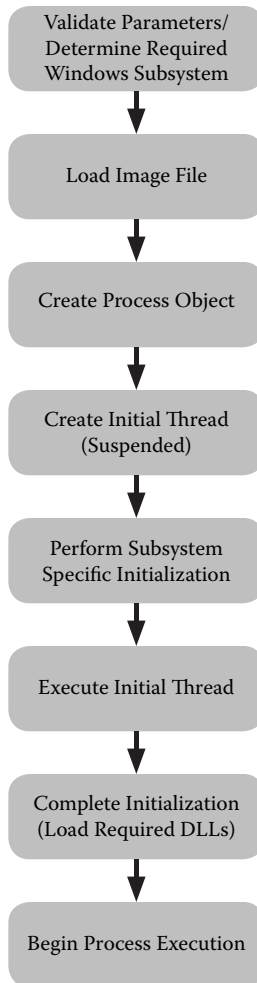 Validate Parameters/
Determine Required
Windows Subsystem
Load Image File
Create Process Object
Create Initial Thread
(Suspended)
Perform Subsystem
Specific Initialization
Execute Initial Thread
Complete Initialization
(Load Required DLLs)
Begin Process Execution